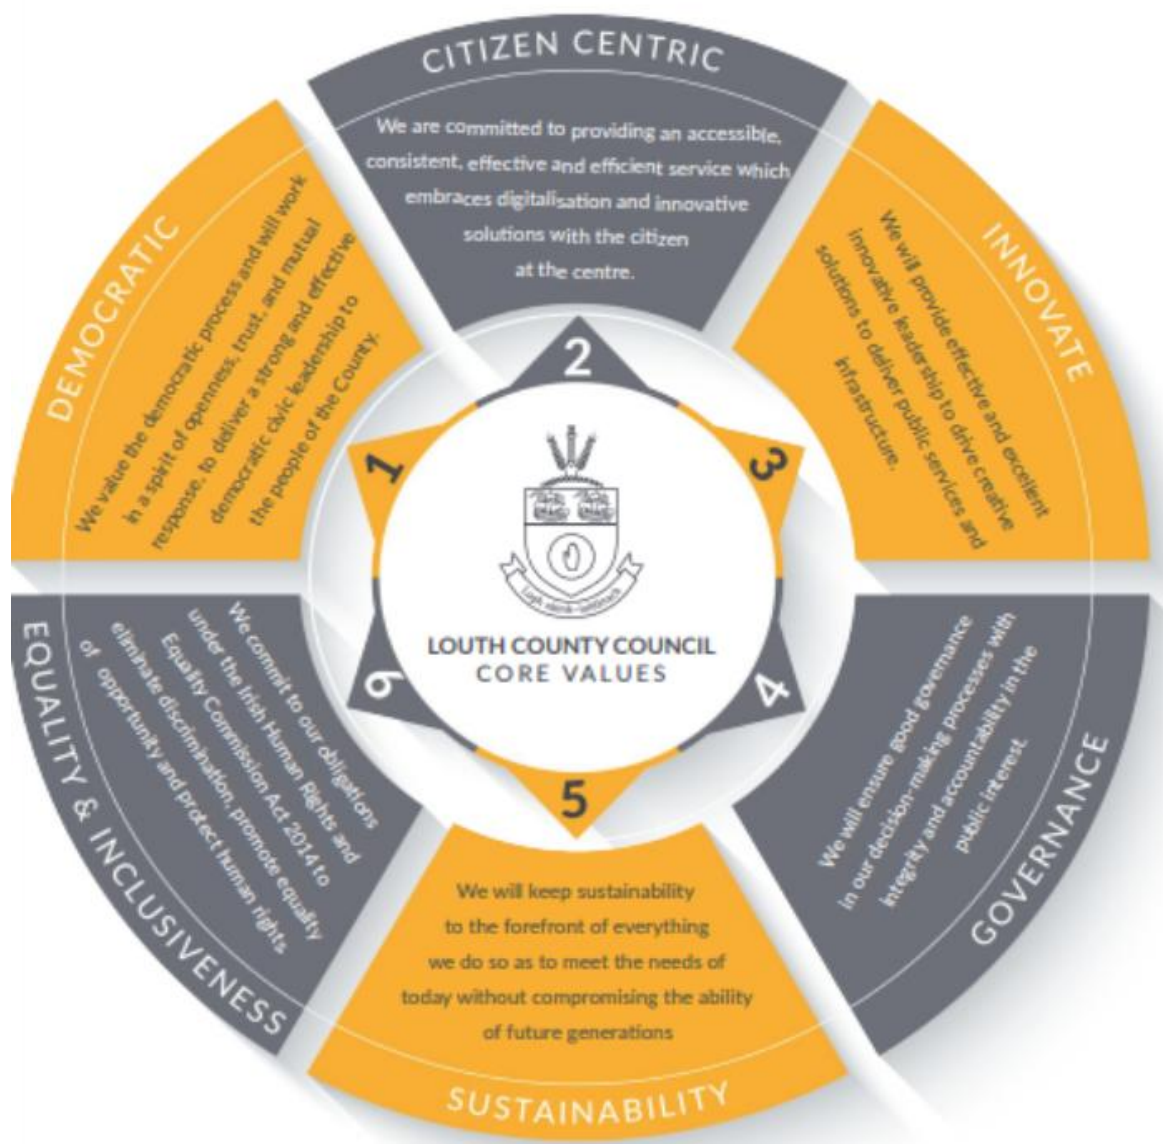 LOUTH COUNTY COUNCIL
CORE VALUES
1
DEMOCRATIC
We value the democratic process and will work
in a spirit of openness, trust, and mutual
response, to deliver a strong and effective
democratic civic leadership to
the people of the County.
2
CITIZEN CENTRIC
We are committed to providing an accessible,
consistent, effective and efficient service which
embraces digitalisation and innovative
solutions with the citizen
at the centre.
3
INNOVATE
We will provide effective and excellent
innovative leadership to drive creative
solutions to deliver public services and
infrastructure.
4
GOVERNANCE
We will ensure good governance
in our decision-making processes with
integrity and accountability in the
public interest
5
We will keep sustainability
to the forefront of everything
we do so as to meet the needs of
today without compromising the ability
of future generations
SUSTAINABILITY
6
EQUALITY & INCLUSIVENESS
We commit to our obligations
under the Irish Human Rights and
Equality Commission Act 2014 to
eliminate discrimination, promote equality
of opportunity and protect human rights